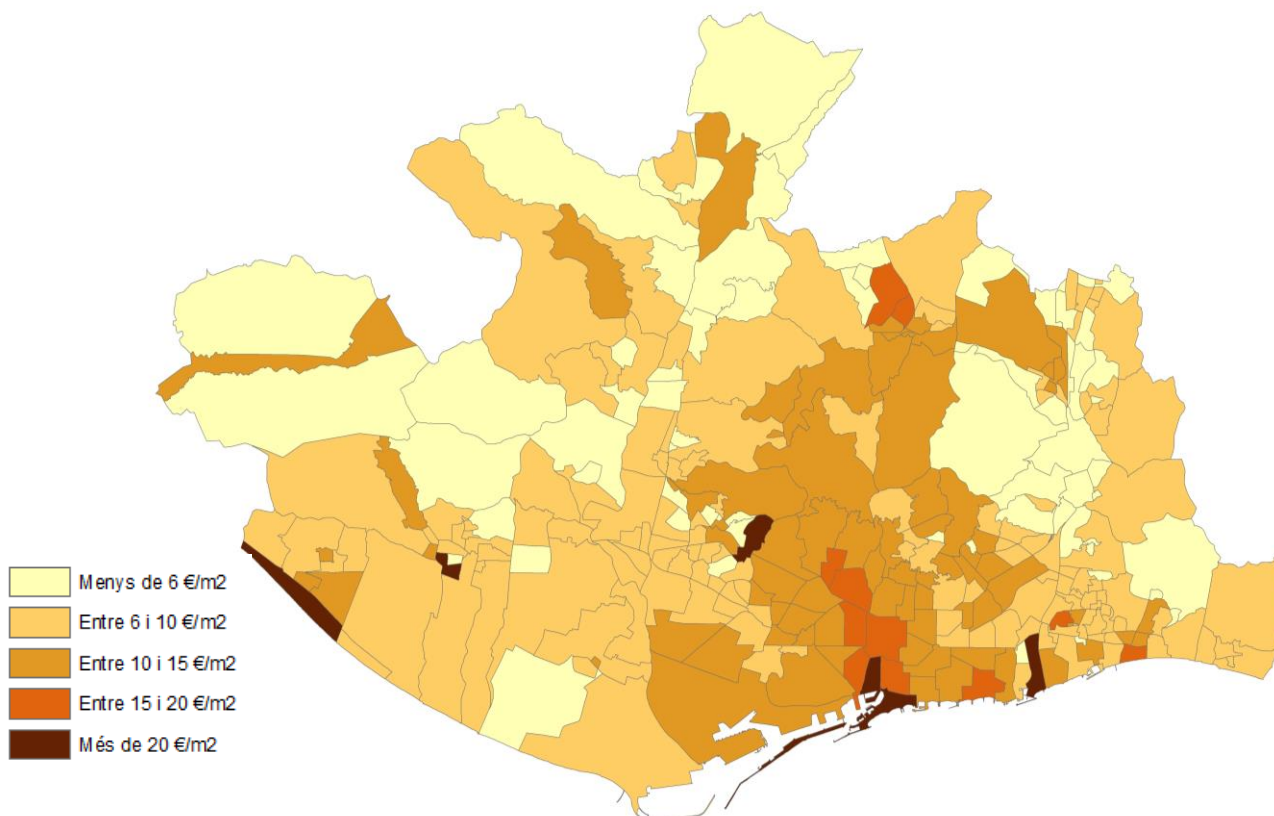 Menys de 6 €/m2
Entre 6 i 10 €/m2
Entre 10 i 15 €/m2
Entre 15 i 20 €/m2
Més de 20 €/m2